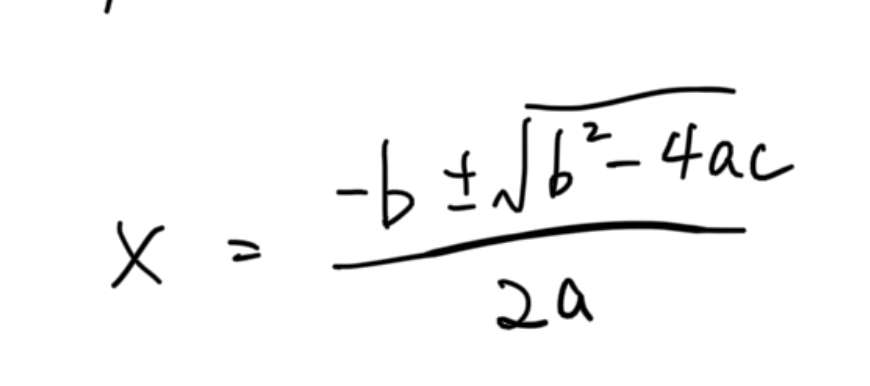 x = (-b ± √(b² - 4ac)) / 2a